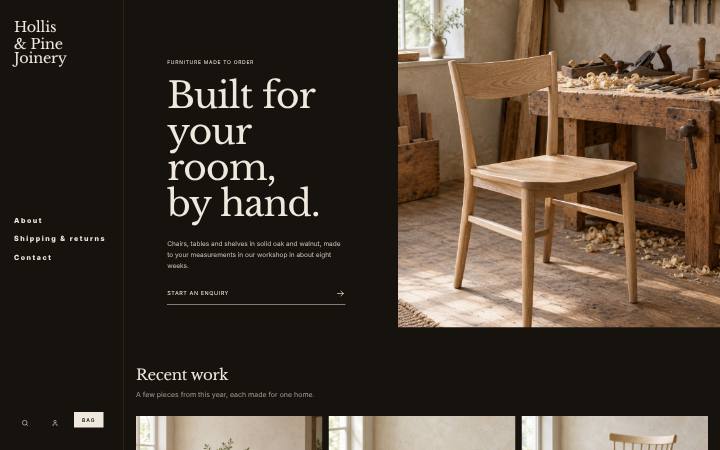 Hollis
& Pine
Joinery
About
Shipping & returns
Contact
BAG
FURNITURE MADE TO ORDER
Built for
your
room,
by hand.
Chairs, tables and shelves in solid oak and walnut, made
to your measurements in our workshop in about eight
weeks.
START AN ENQUIRY
Recent work
A few pieces from this year, each made for one home.